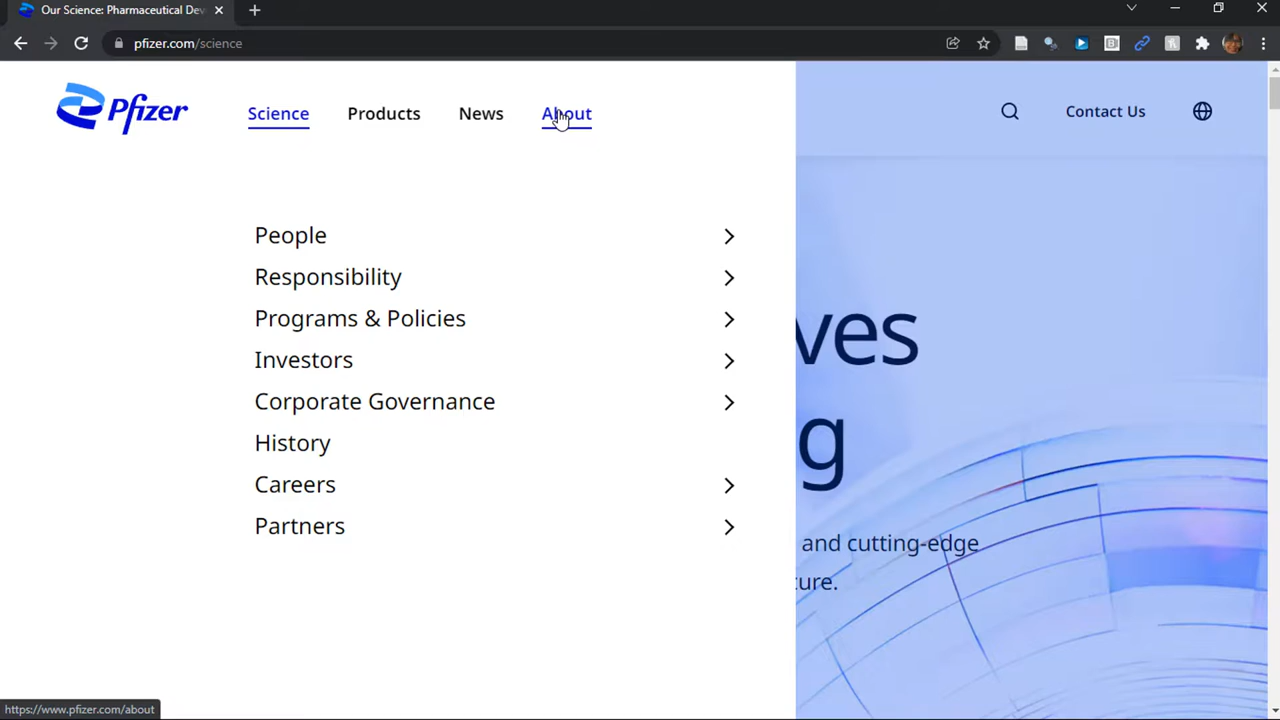 Our Science: Pharmaceutical Dev
pfizer.com/science
Pfizer
Science
Products
News
About
Contact Us
People
Responsibility
Programs & Policies
Investors
Corporate Governance
History
Careers
Partners
ves
g
and cutting-edge
cure.
https://www.pfizer.com/about